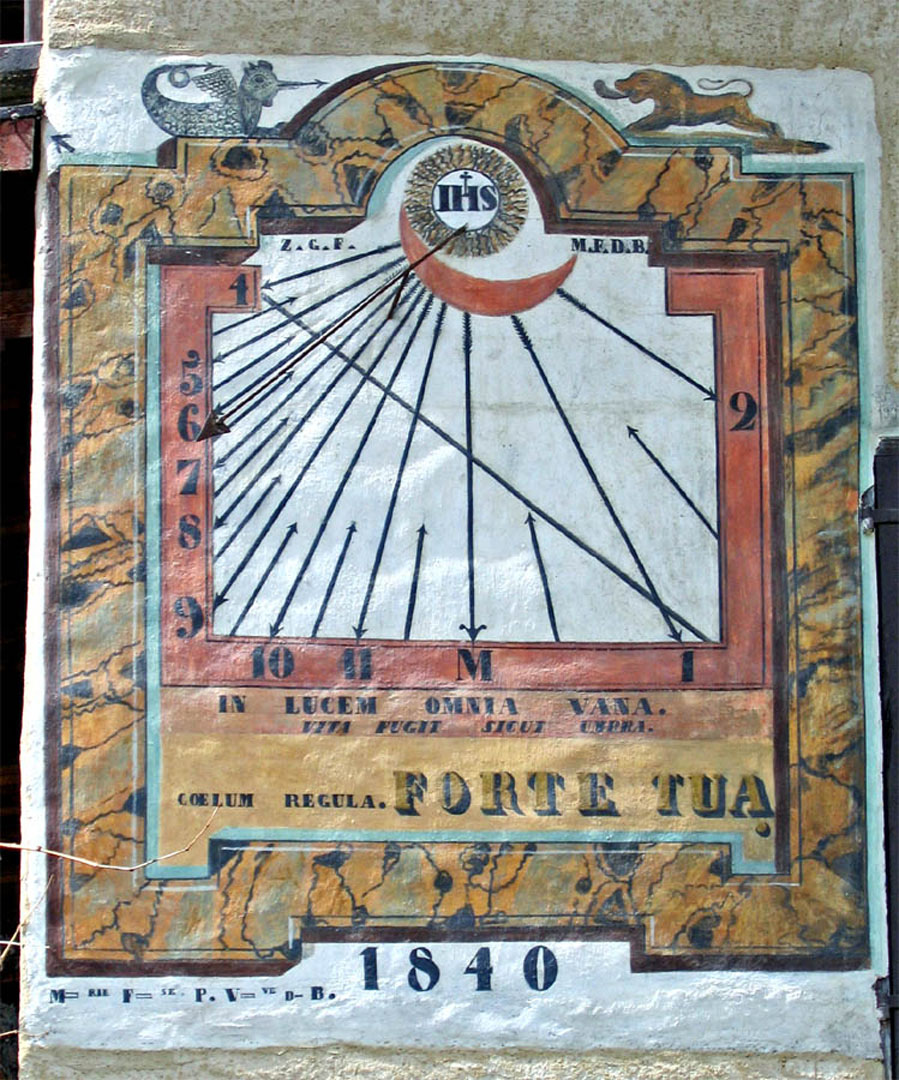 IHS
Z. G. F. M. F. D. B.
4
5
6
7
8
9
10 11 M 1
2
IN LUCEM OMNIA VANA.
VITA FUGIT SICUT UMBRA.
CŒLUM REGULA. FORTE TUA
1840
P. V= D- B.